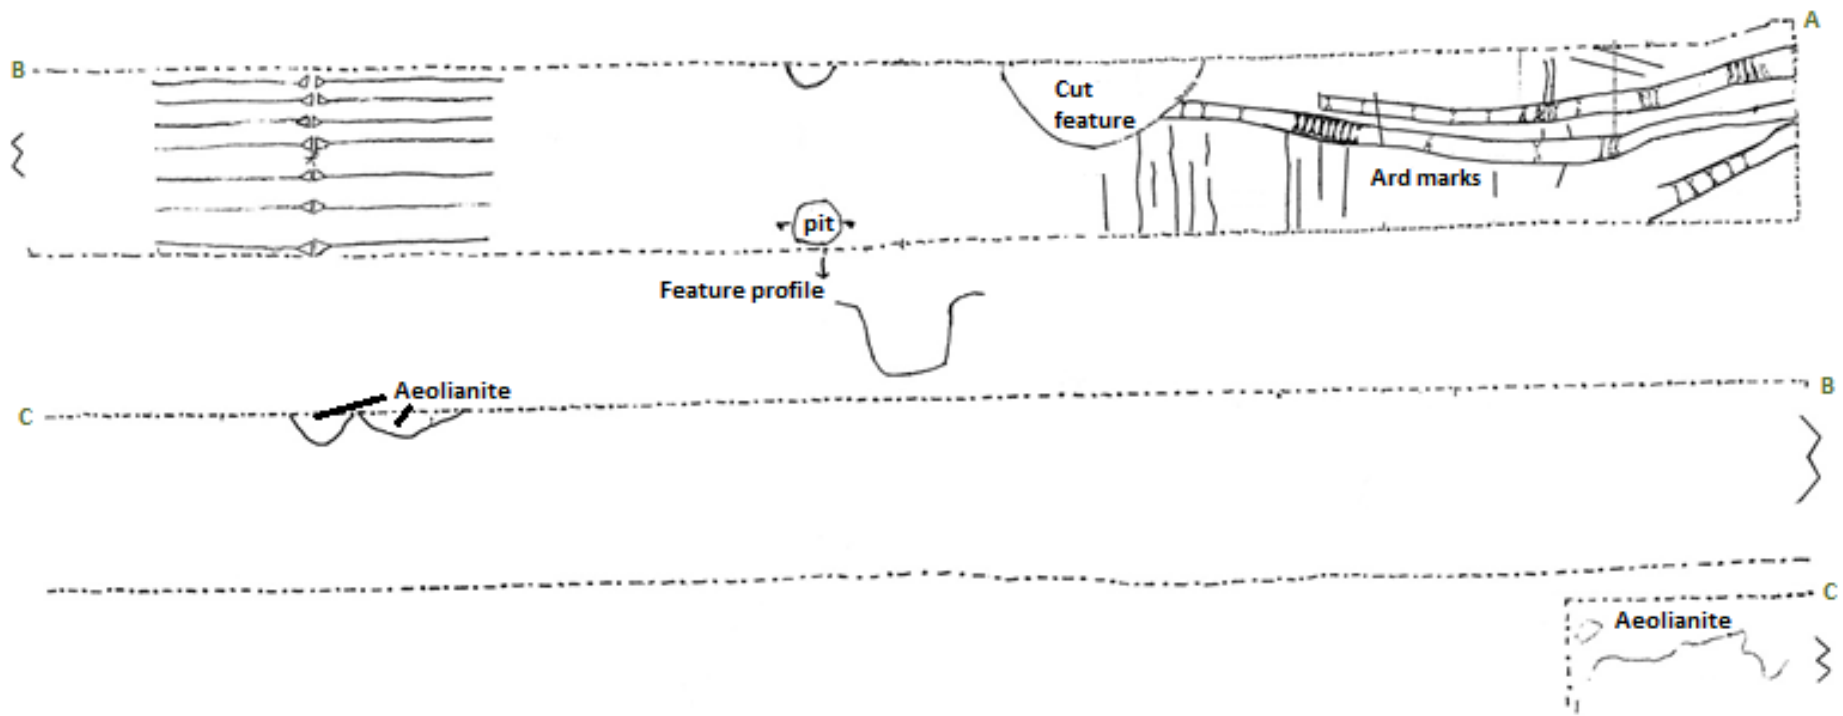 A
B
Cut
feature
Ard marks
pit
Feature profile
Aeolianite
B
C
C
Aeolianite